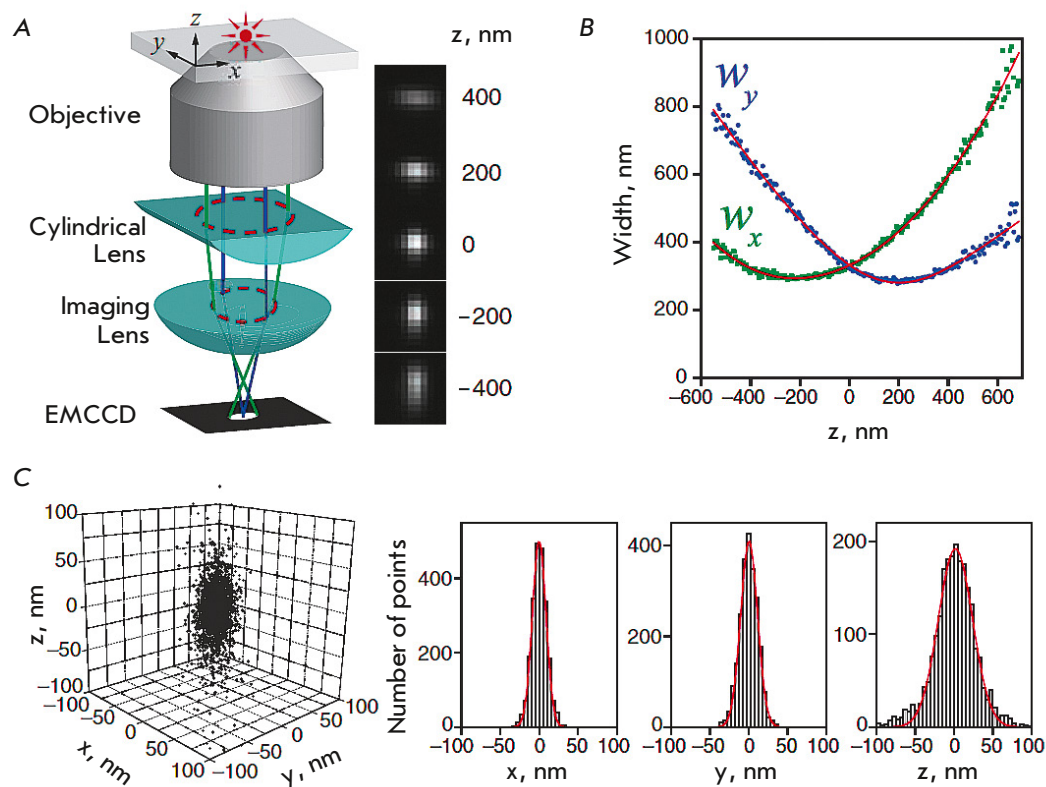 A
z
y
x
Objective
Cylindrical
Lens
Imaging
Lens
EMCCD
z, nm
400
200
0
−200
−400
B
1000
800
600
400
200
0
Width, nm
Wy
Wx
−600 −400 −200 0 200 400 600
z, nm
C
100
50
0
−50
−100
z, nm
−100
−50
0
50
100
x, nm
−100
−50
0
50
100
y, nm
Number of points
400
200
0
−100 −50 0 50 100
x, nm
400
200
0
−100 −50 0 50 100
y, nm
200
100
0
−100 −50 0 50 100
z, nm